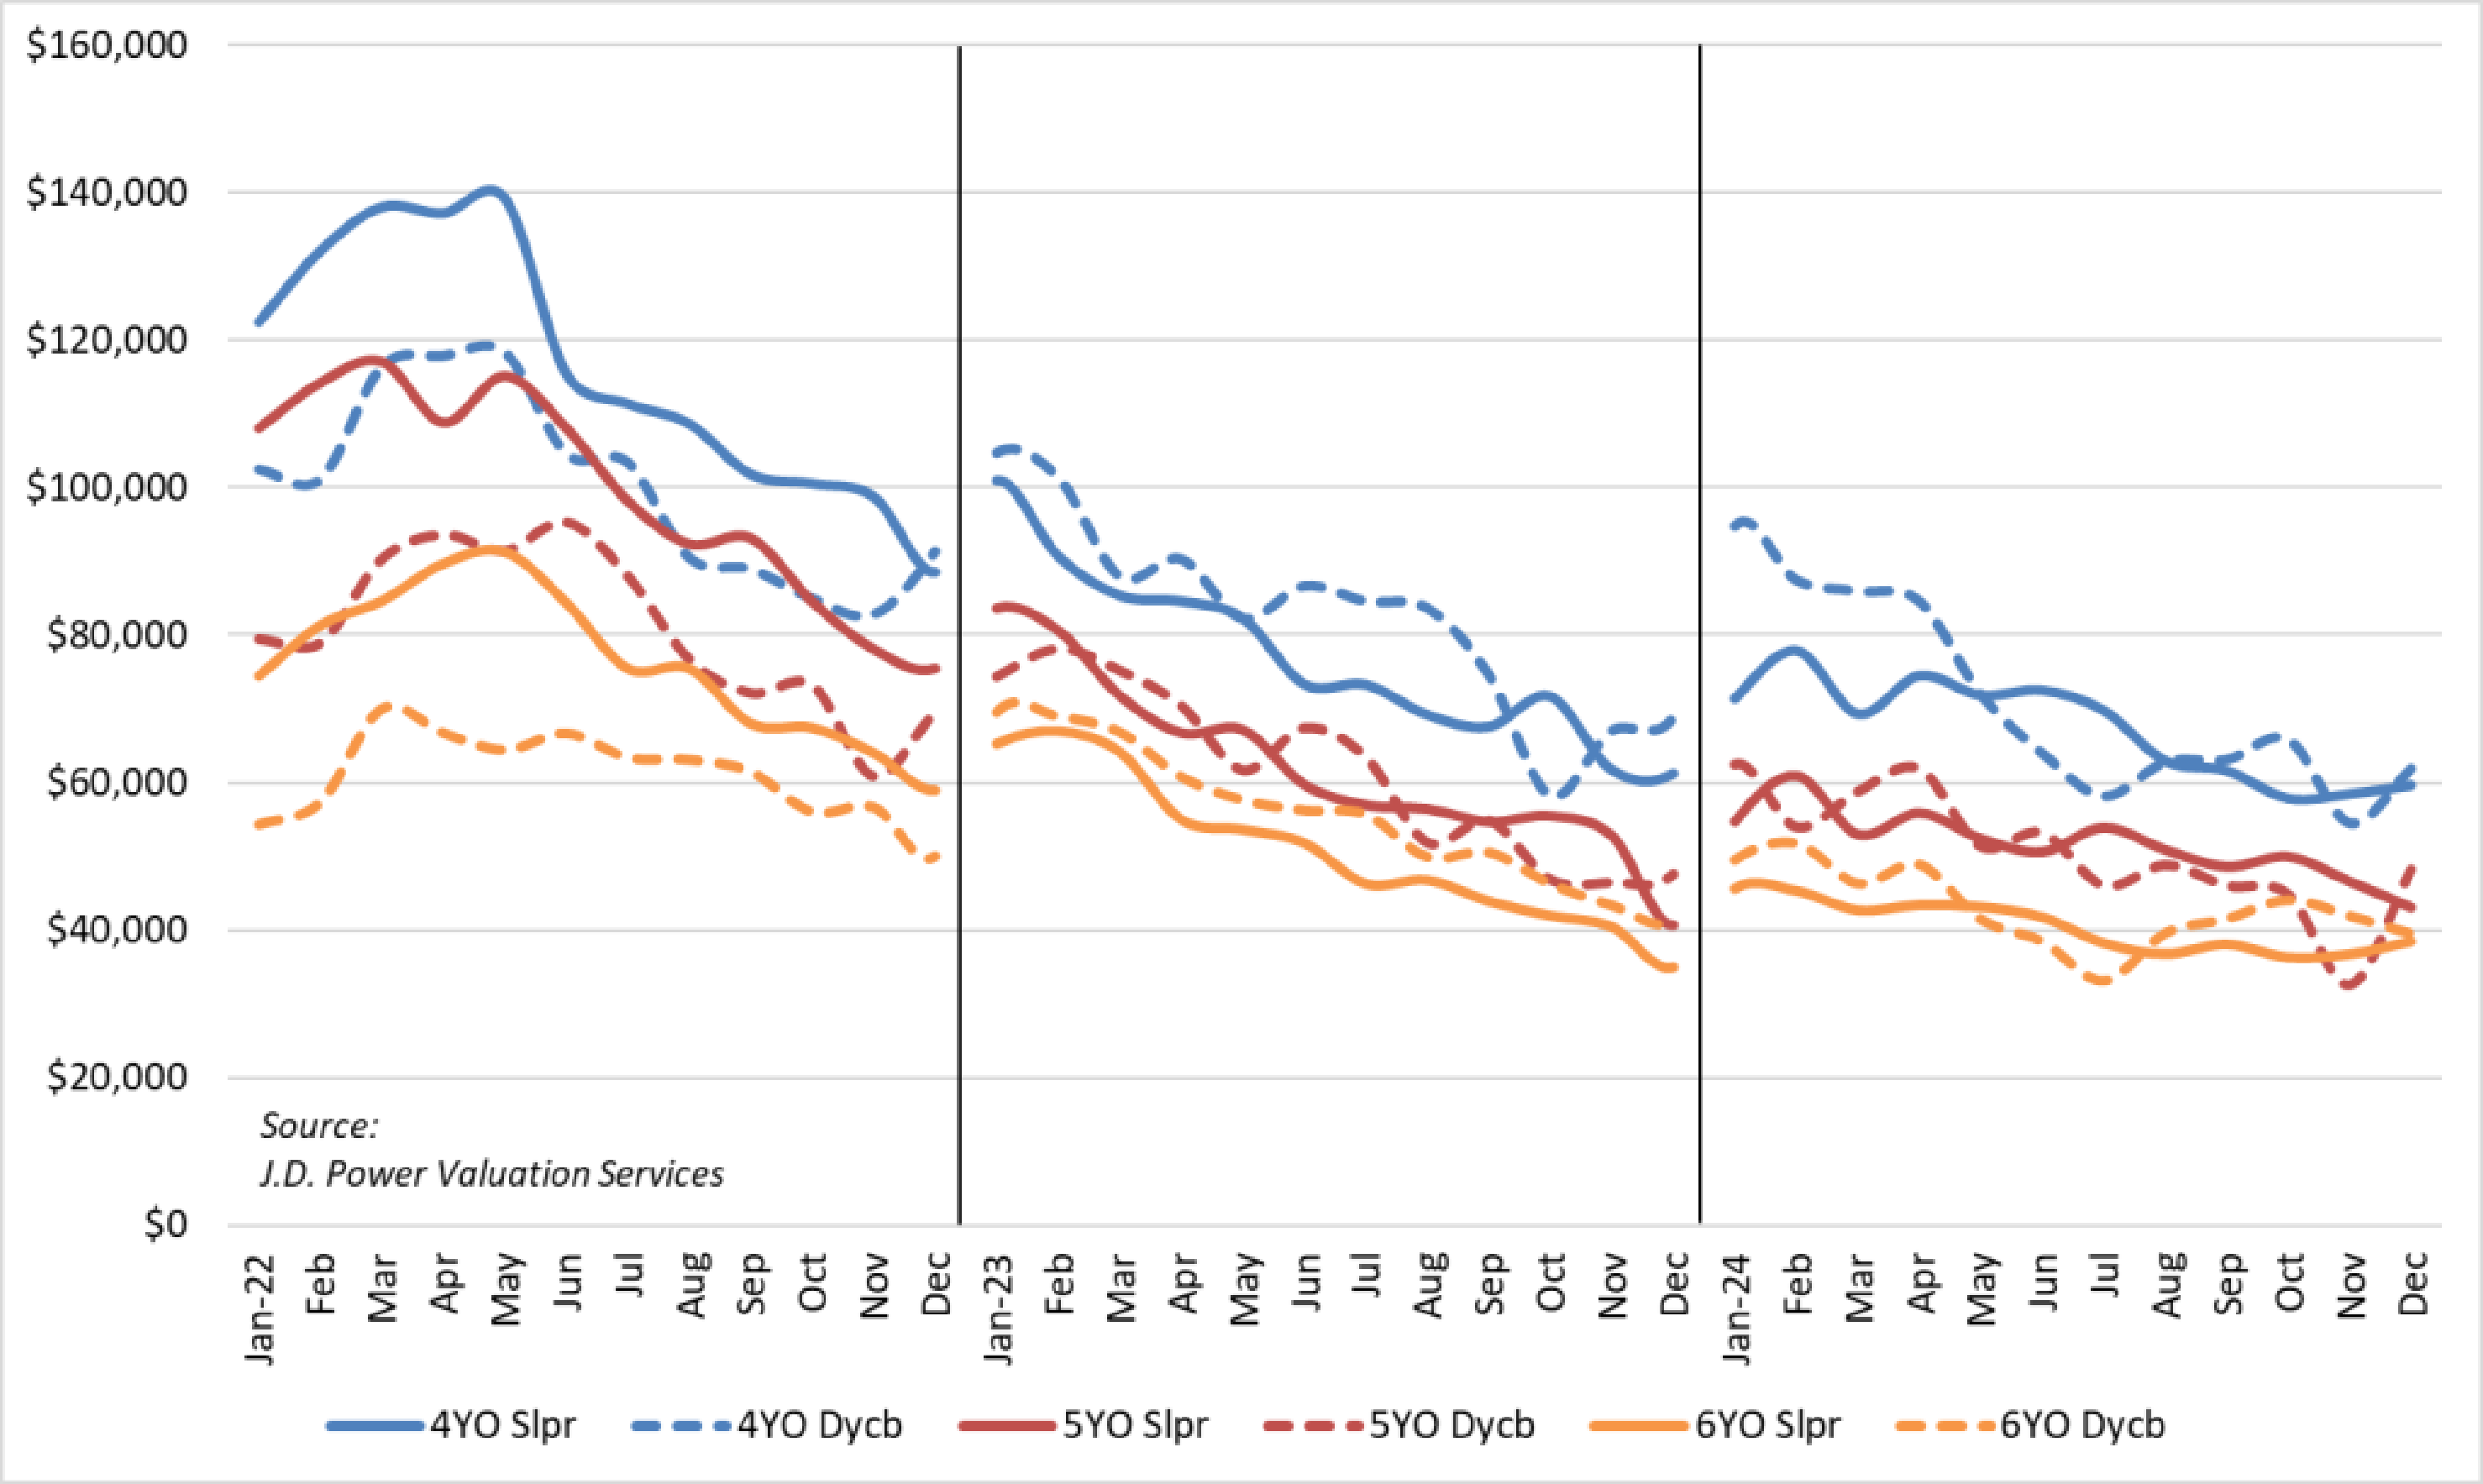 $160,000
$140,000
$120,000
$100,000
$80,000
$60,000
$40,000
$20,000
$0
Source:
J.D. Power Valuation Services
Jan-22 Feb Mar Apr May Jun Jul Aug Sep Oct Nov Dec Jan-23 Feb Mar Apr May Jun Jul Aug Sep Oct Nov Dec Jan-24 Feb Mar Apr May Jun Jul Aug Sep Oct Nov Dec
4YO Slpr 4YO Dycb 5YO Slpr 5YO Dycb 6YO Slpr 6YO Dycb